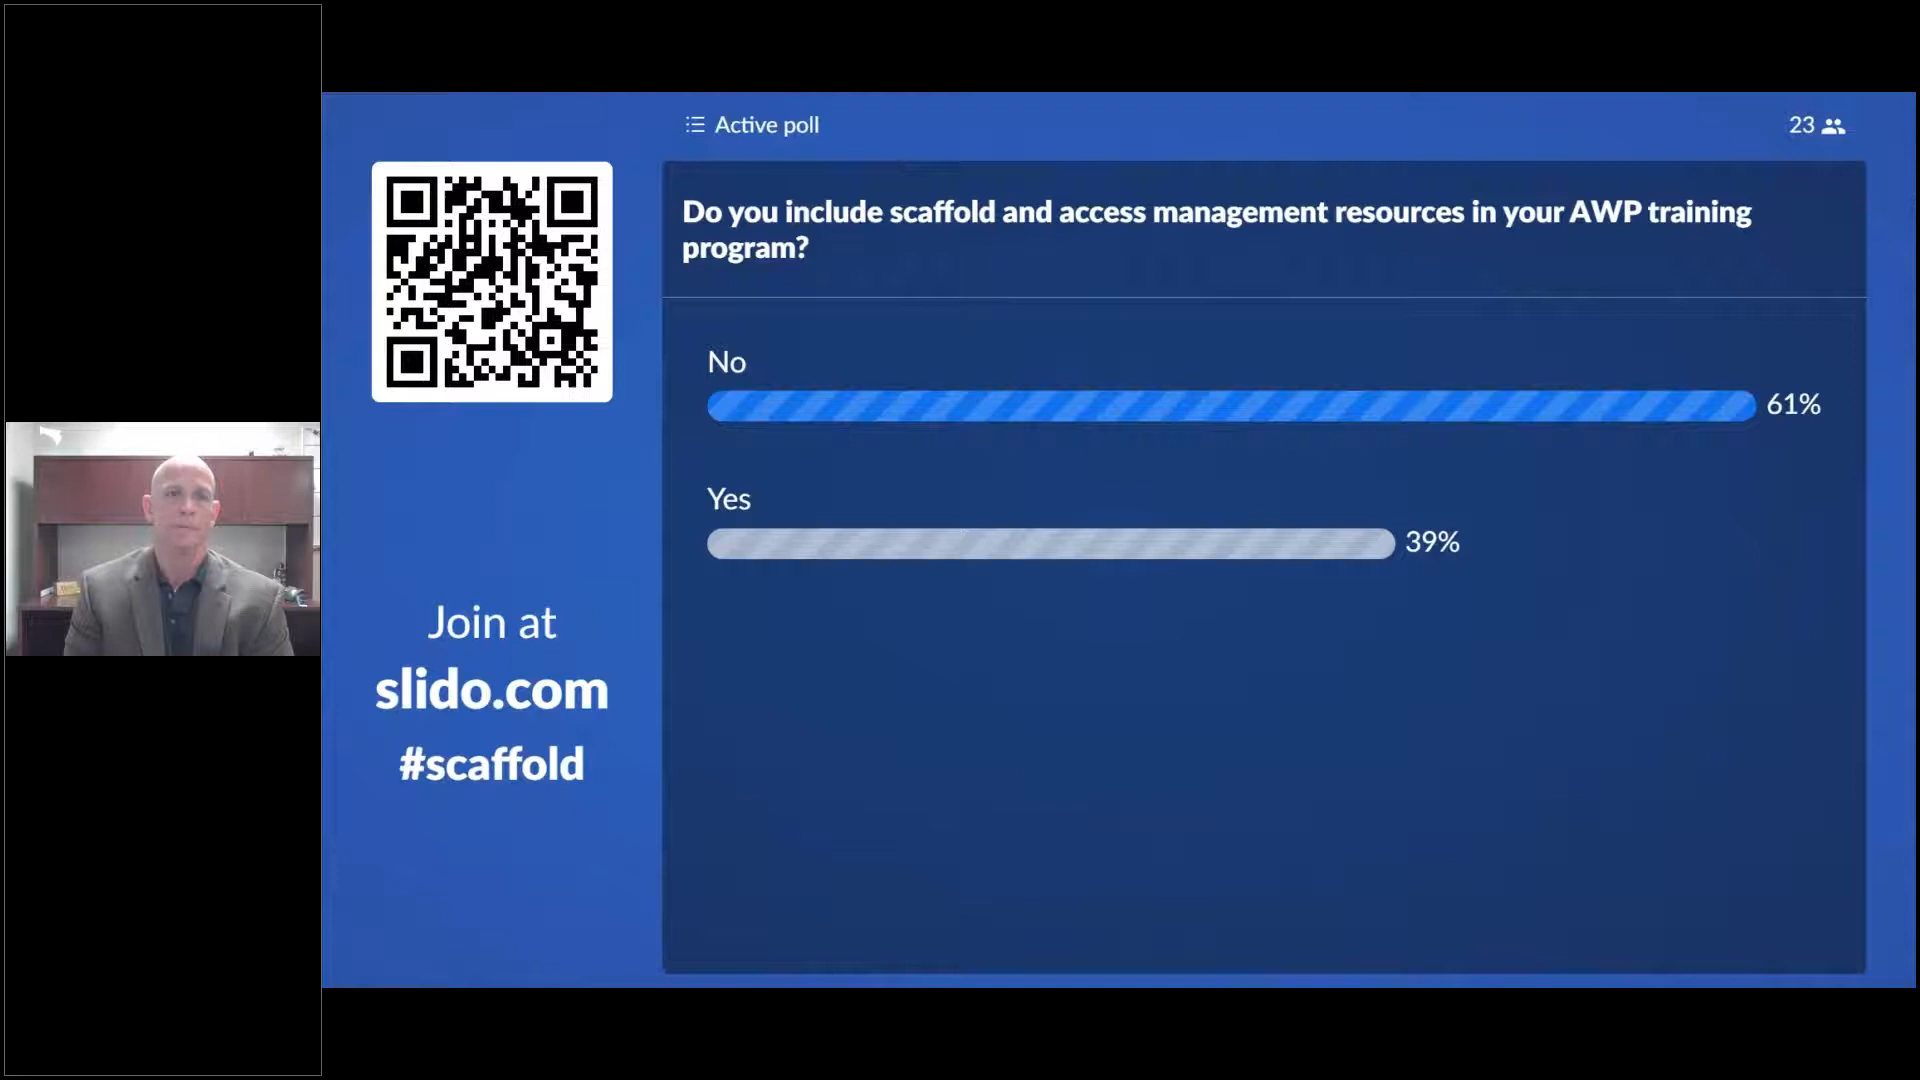 Active poll
23
Do you include scaffold and access management resources in your AWP training
program?
No
61%
Yes
39%
Join at
slido.com
#scaffold